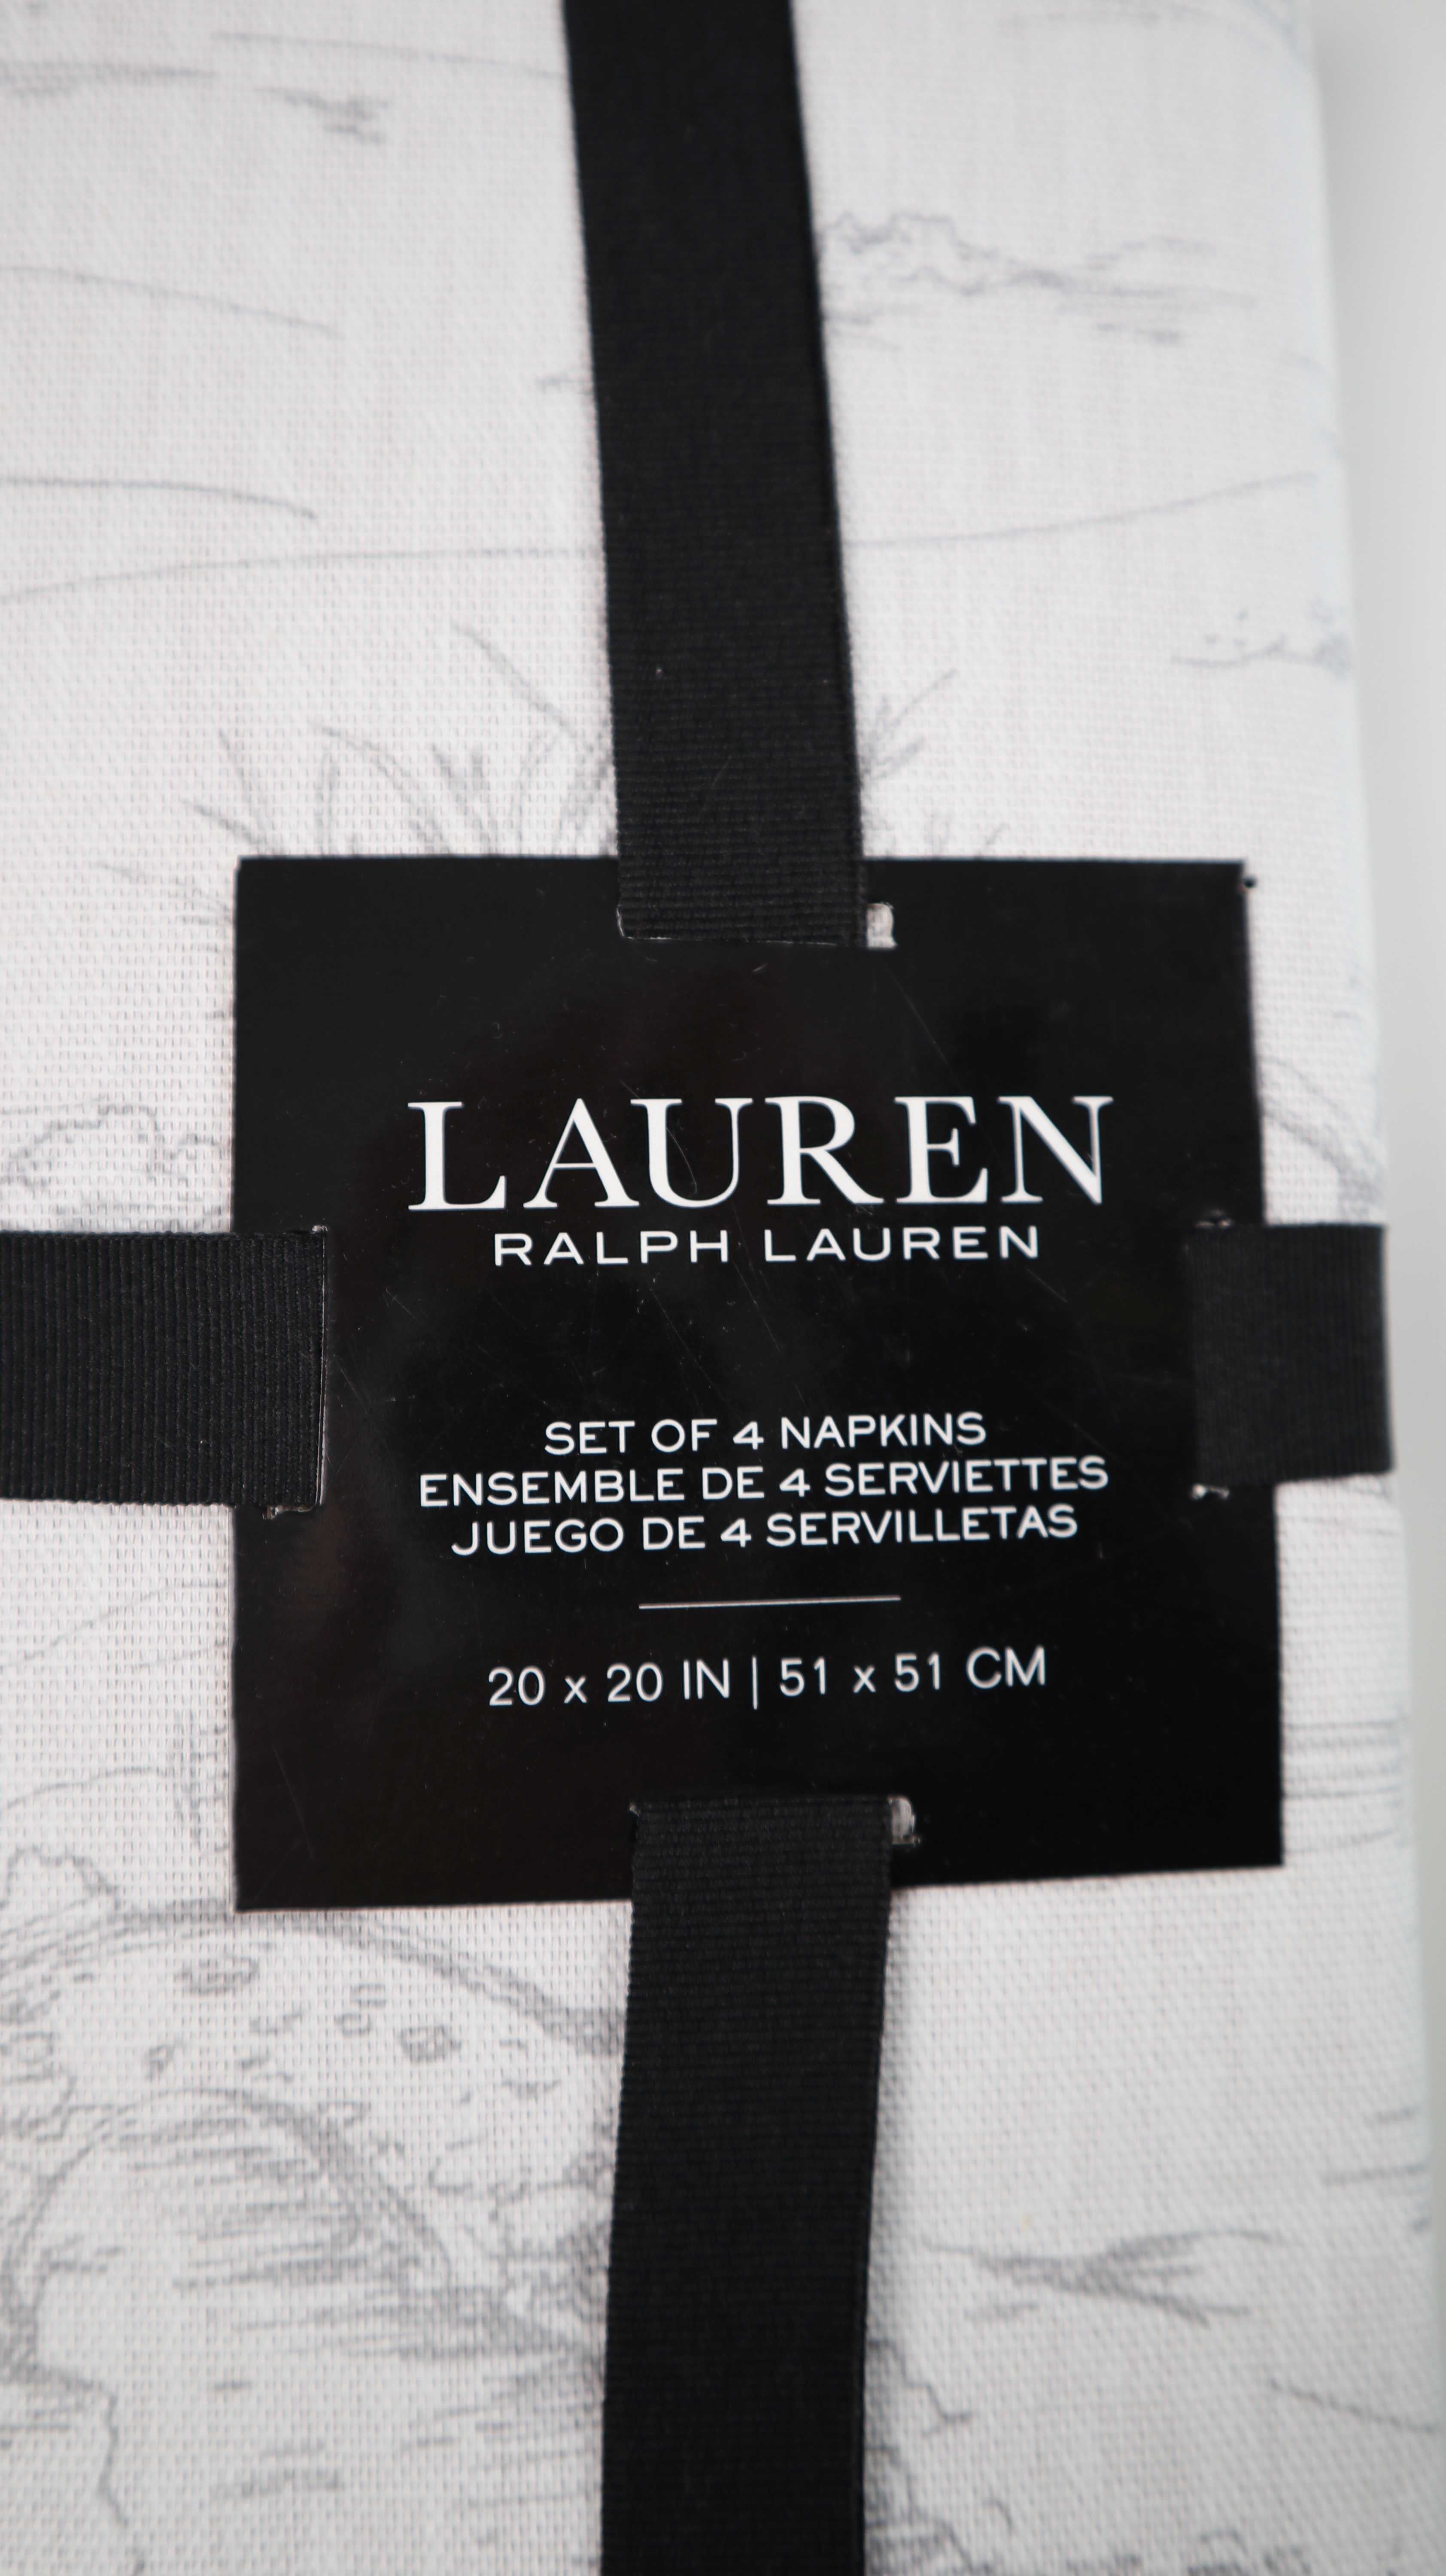 LAUREN
RALPH LAUREN
SET OF 4 NAPKINS
ENSEMBLE DE 4 SERVIETTES
JUEGO DE 4 SERVILLETAS
20 x 20 IN | 51 x 51 CM